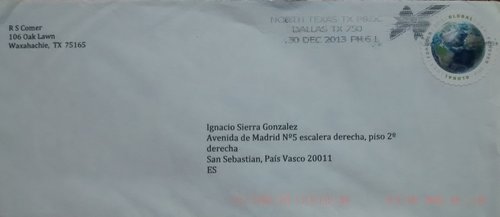 R S Comer
106 Oak Lawn
Waxahachie, TX 75165
NORTH TEXAS TX P&DC
DALLAS TX 750
30 DEC 2013 PM 6 L
GLOBAL
FOREVER
GLOBAL
Ignacio Sierra Gonzalez
Avenida de Madrid Nº5 escalera derecha, piso 2º
derecha
San Sebastian, País Vasco 20011
ES